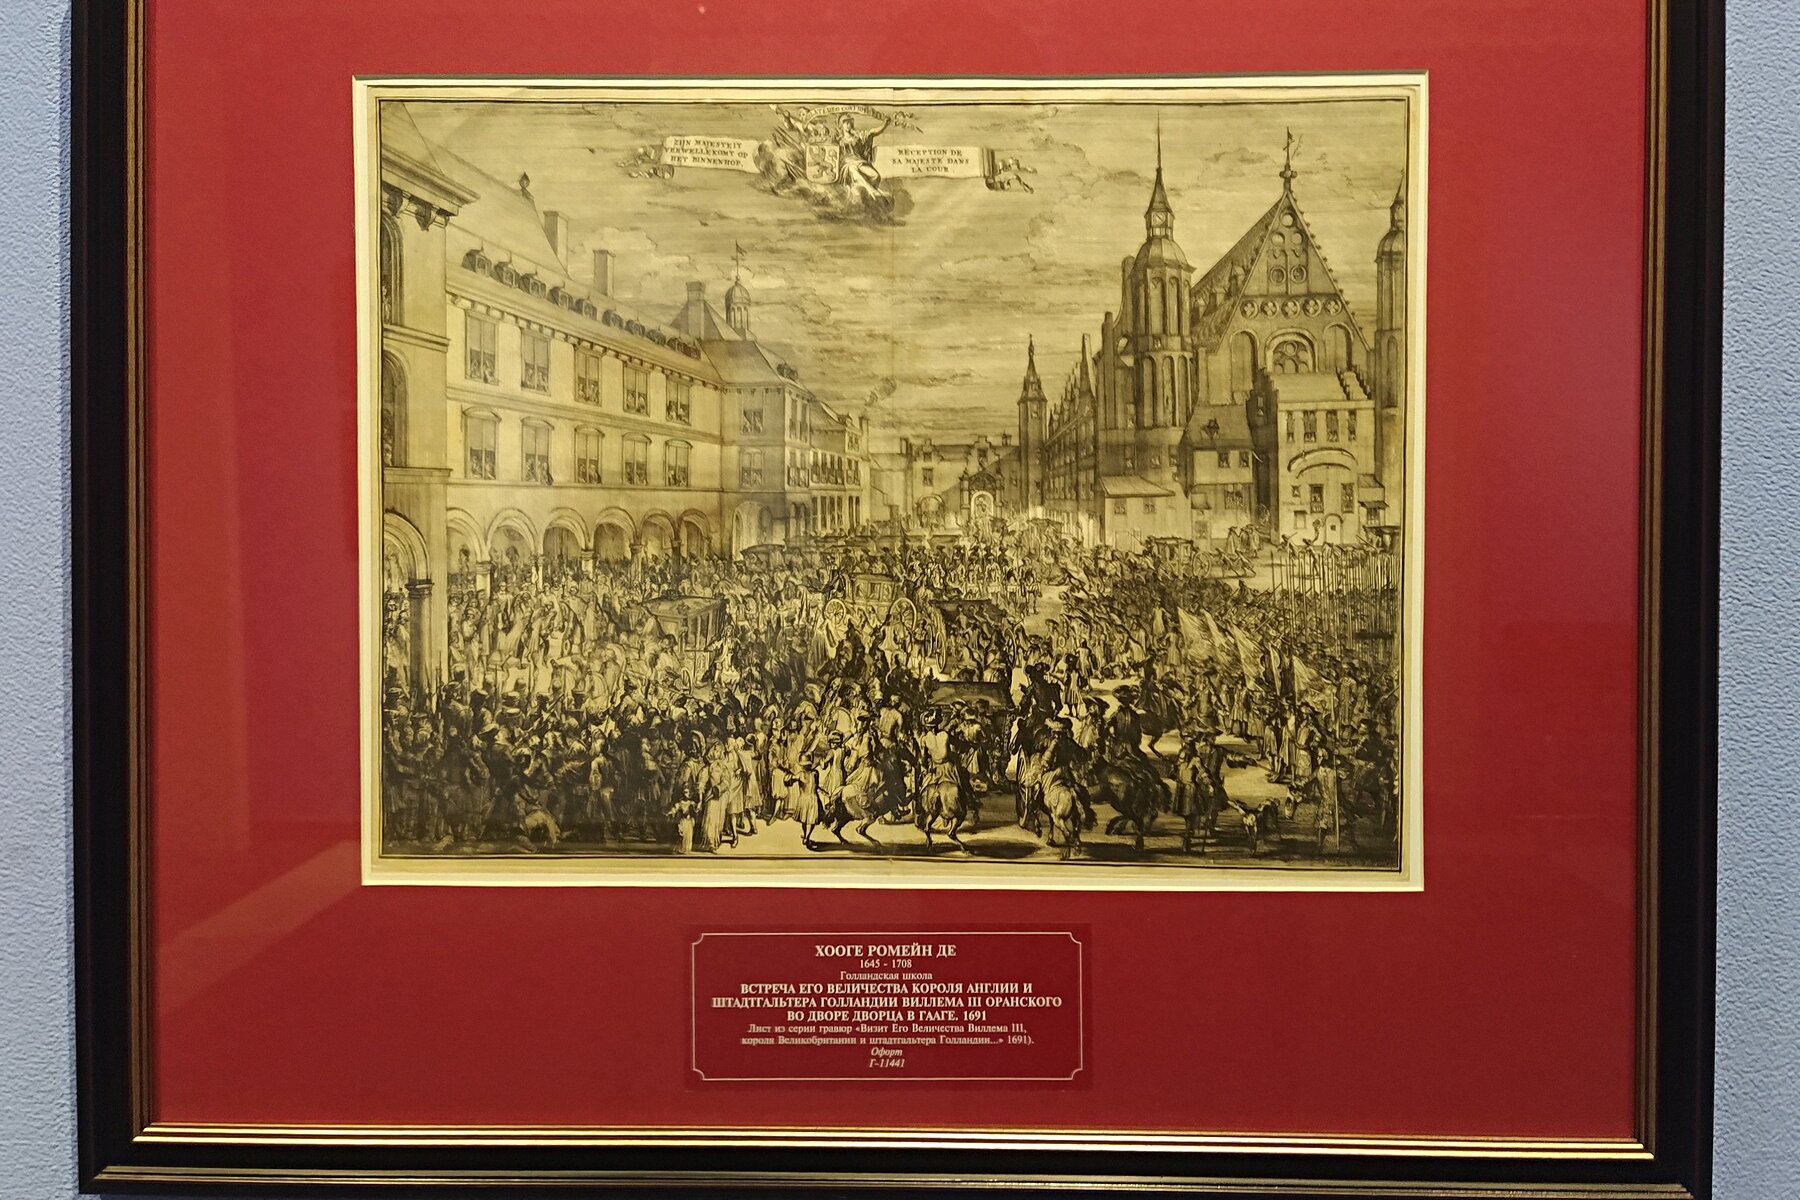 ZIJN MAJESTEIT
VERWELLEKOMT OP
HET BINNENHOF.
RECEPTION DE
SA MAJESTE DANS
LA COUR
ХООГЕ РОМЕЙН ДЕ
1645 - 1708
Голландская школа
ВСТРЕЧА ЕГО ВЕЛИЧЕСТВА КОРОЛЯ АНГЛИИ И
ШТАДТГАЛЬТЕРА ГОЛЛАНДИИ ВИЛЛЕМА III ОРАНСКОГО
ВО ДВОРЕ ДВОРЦА В ГААГЕ. 1691
Лист из серии гравюр «Визит Его Величества Виллема III,
короля Великобритании и штадтгальтера Голландии...» 1691).
Офорт
Г-11441